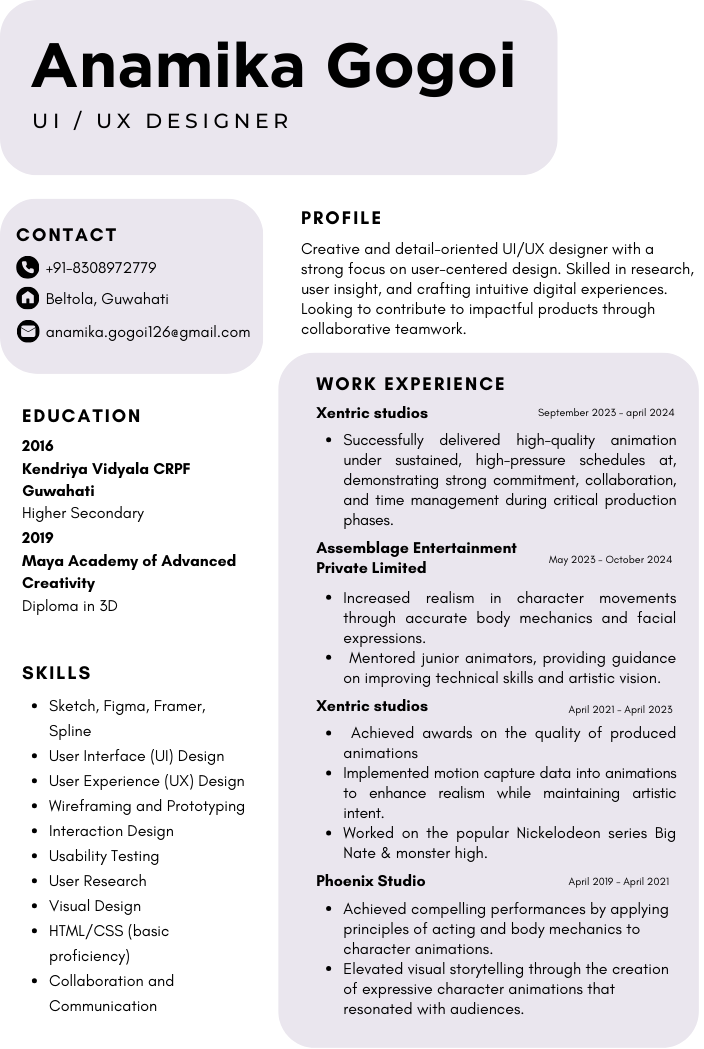 Anamika Gogoi
UI / UX DESIGNER
CONTACT
+91-8308972779
Beltola, Guwahati
anamika.gogoi126@gmail.com
EDUCATION
2016
Kendriya Vidyala CRPF
Guwahati
Higher Secondary
2019
Maya Academy of Advanced
Creativity
Diploma in 3D
SKILLS
• Sketch, Figma, Framer,
Spline
• User Interface (UI) Design
• User Experience (UX) Design
• Wireframing and Prototyping
• Interaction Design
• Usability Testing
• User Research
• Visual Design
• HTML/CSS (basic
proficiency)
• Collaboration and
Communication
PROFILE
Creative and detail-oriented UI/UX designer with a
strong focus on user-centered design. Skilled in research,
user insight, and crafting intuitive digital experiences.
Looking to contribute to impactful products through
collaborative teamwork.
WORK EXPERIENCE
Xentric studios September 2023 - april 2024
• Successfully delivered high-quality animation
under sustained, high-pressure schedules at,
demonstrating strong commitment, collaboration,
and time management during critical production
phases.
Assemblage Entertainment
Private Limited May 2023 - October 2024
• Increased realism in character movements
through accurate body mechanics and facial
expressions.
• Mentored junior animators, providing guidance
on improving technical skills and artistic vision.
Xentric studios April 2021 - April 2023
• Achieved awards on the quality of produced
animations
• Implemented motion capture data into animations
to enhance realism while maintaining artistic
intent.
• Worked on the popular Nickelodeon series Big
Nate & monster high.
Phoenix Studio April 2019 - April 2021
• Achieved compelling performances by applying
principles of acting and body mechanics to
character animations.
• Elevated visual storytelling through the creation
of expressive character animations that
resonated with audiences.